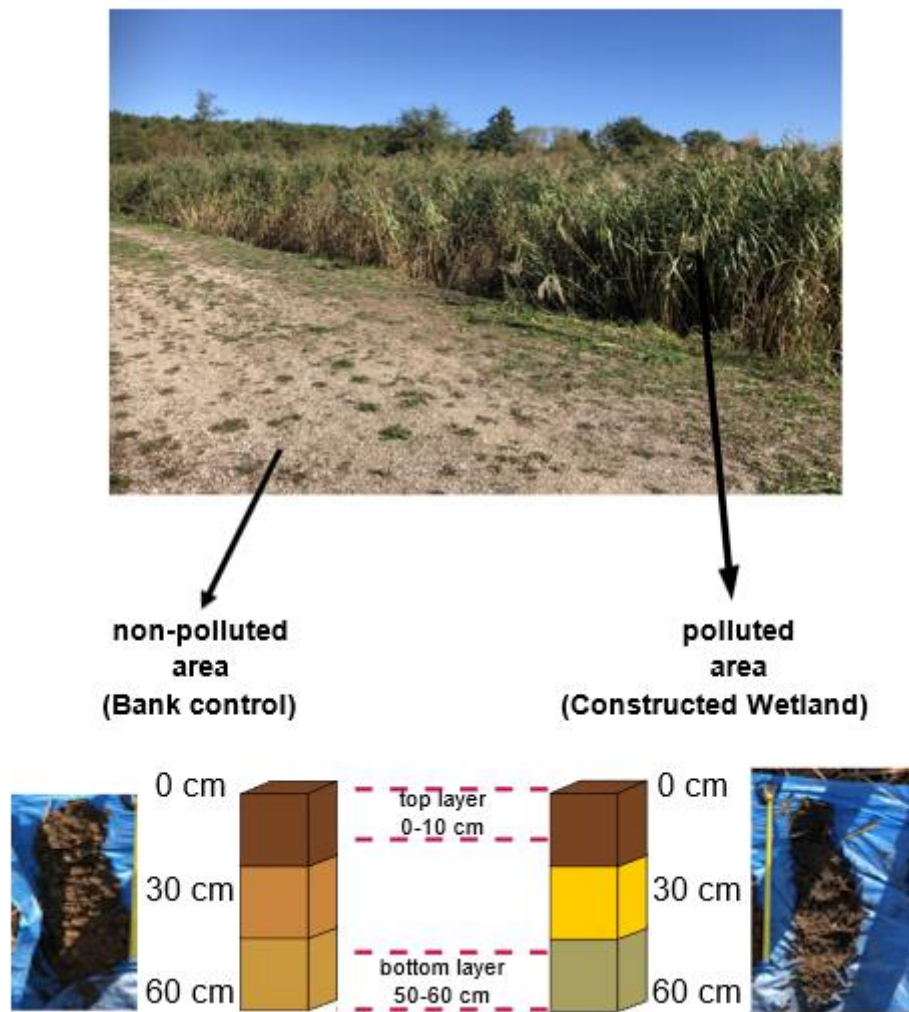 non-polluted
area
(Bank control)
polluted
area
(Constructed Wetland)
0 cm
top layer
0-10 cm
0 cm
30 cm
30 cm
bottom layer
50-60 cm
60 cm
60 cm